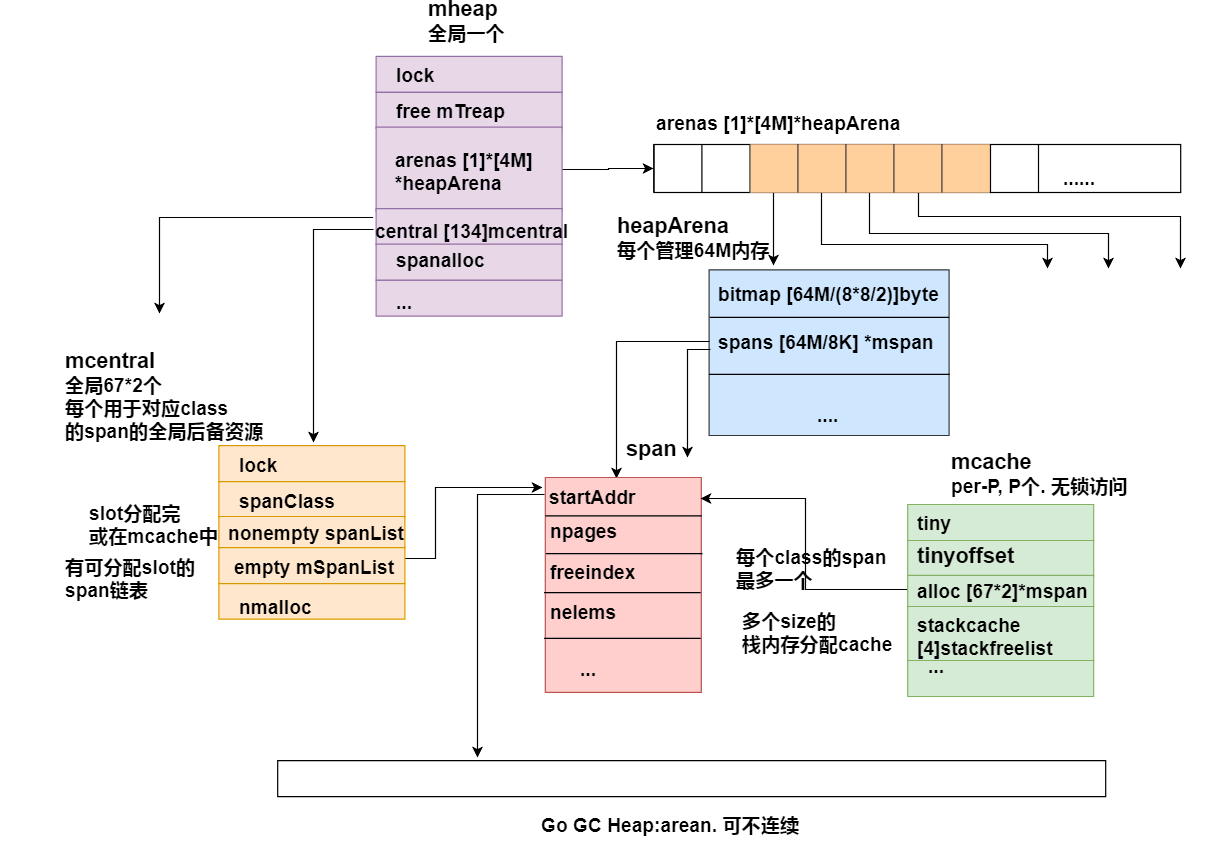 mheap
全局一个
lock
free mTreap
arenas [1]*[4M]
*heapArena
central [134]mcentral
spanalloc
...
arenas [1]*[4M]*heapArena
......
heapArena
每个管理64M内存
bitmap [64M/(8*8/2)]byte
spans [64M/8K] *mspan
....
mcentral
全局67*2个
每个用于对应class
的span的全局后备资源
lock
spanClass
nonempty spanList
empty mSpanList
nmalloc
slot分配完
或在mcache中
有可分配slot的
span链表
span
startAddr
npages
freeindex
nelems
...
每个class的span
最多一个
多个size的
栈内存分配cache
mcache
per-P, P个. 无锁访问
tiny
tinyoffset
alloc [67*2]*mspan
stackcache
[4]stackfreelist
...
Go GC Heap:arean. 可不连续